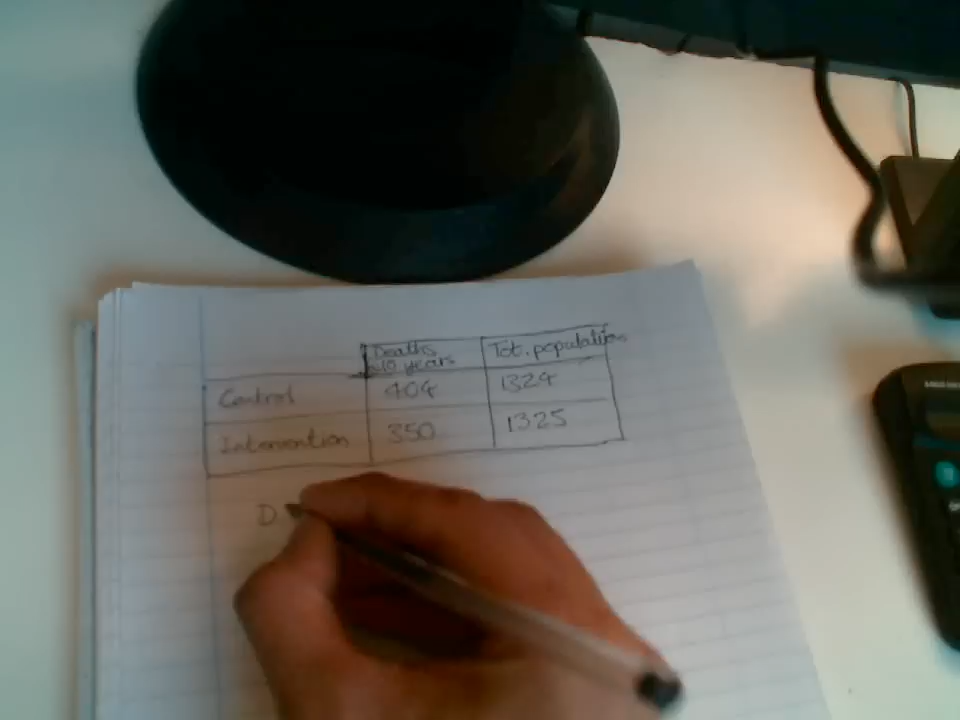 Deaths Tot. population
≥10 years
Control 404 1324
Intervention 350 1325
D